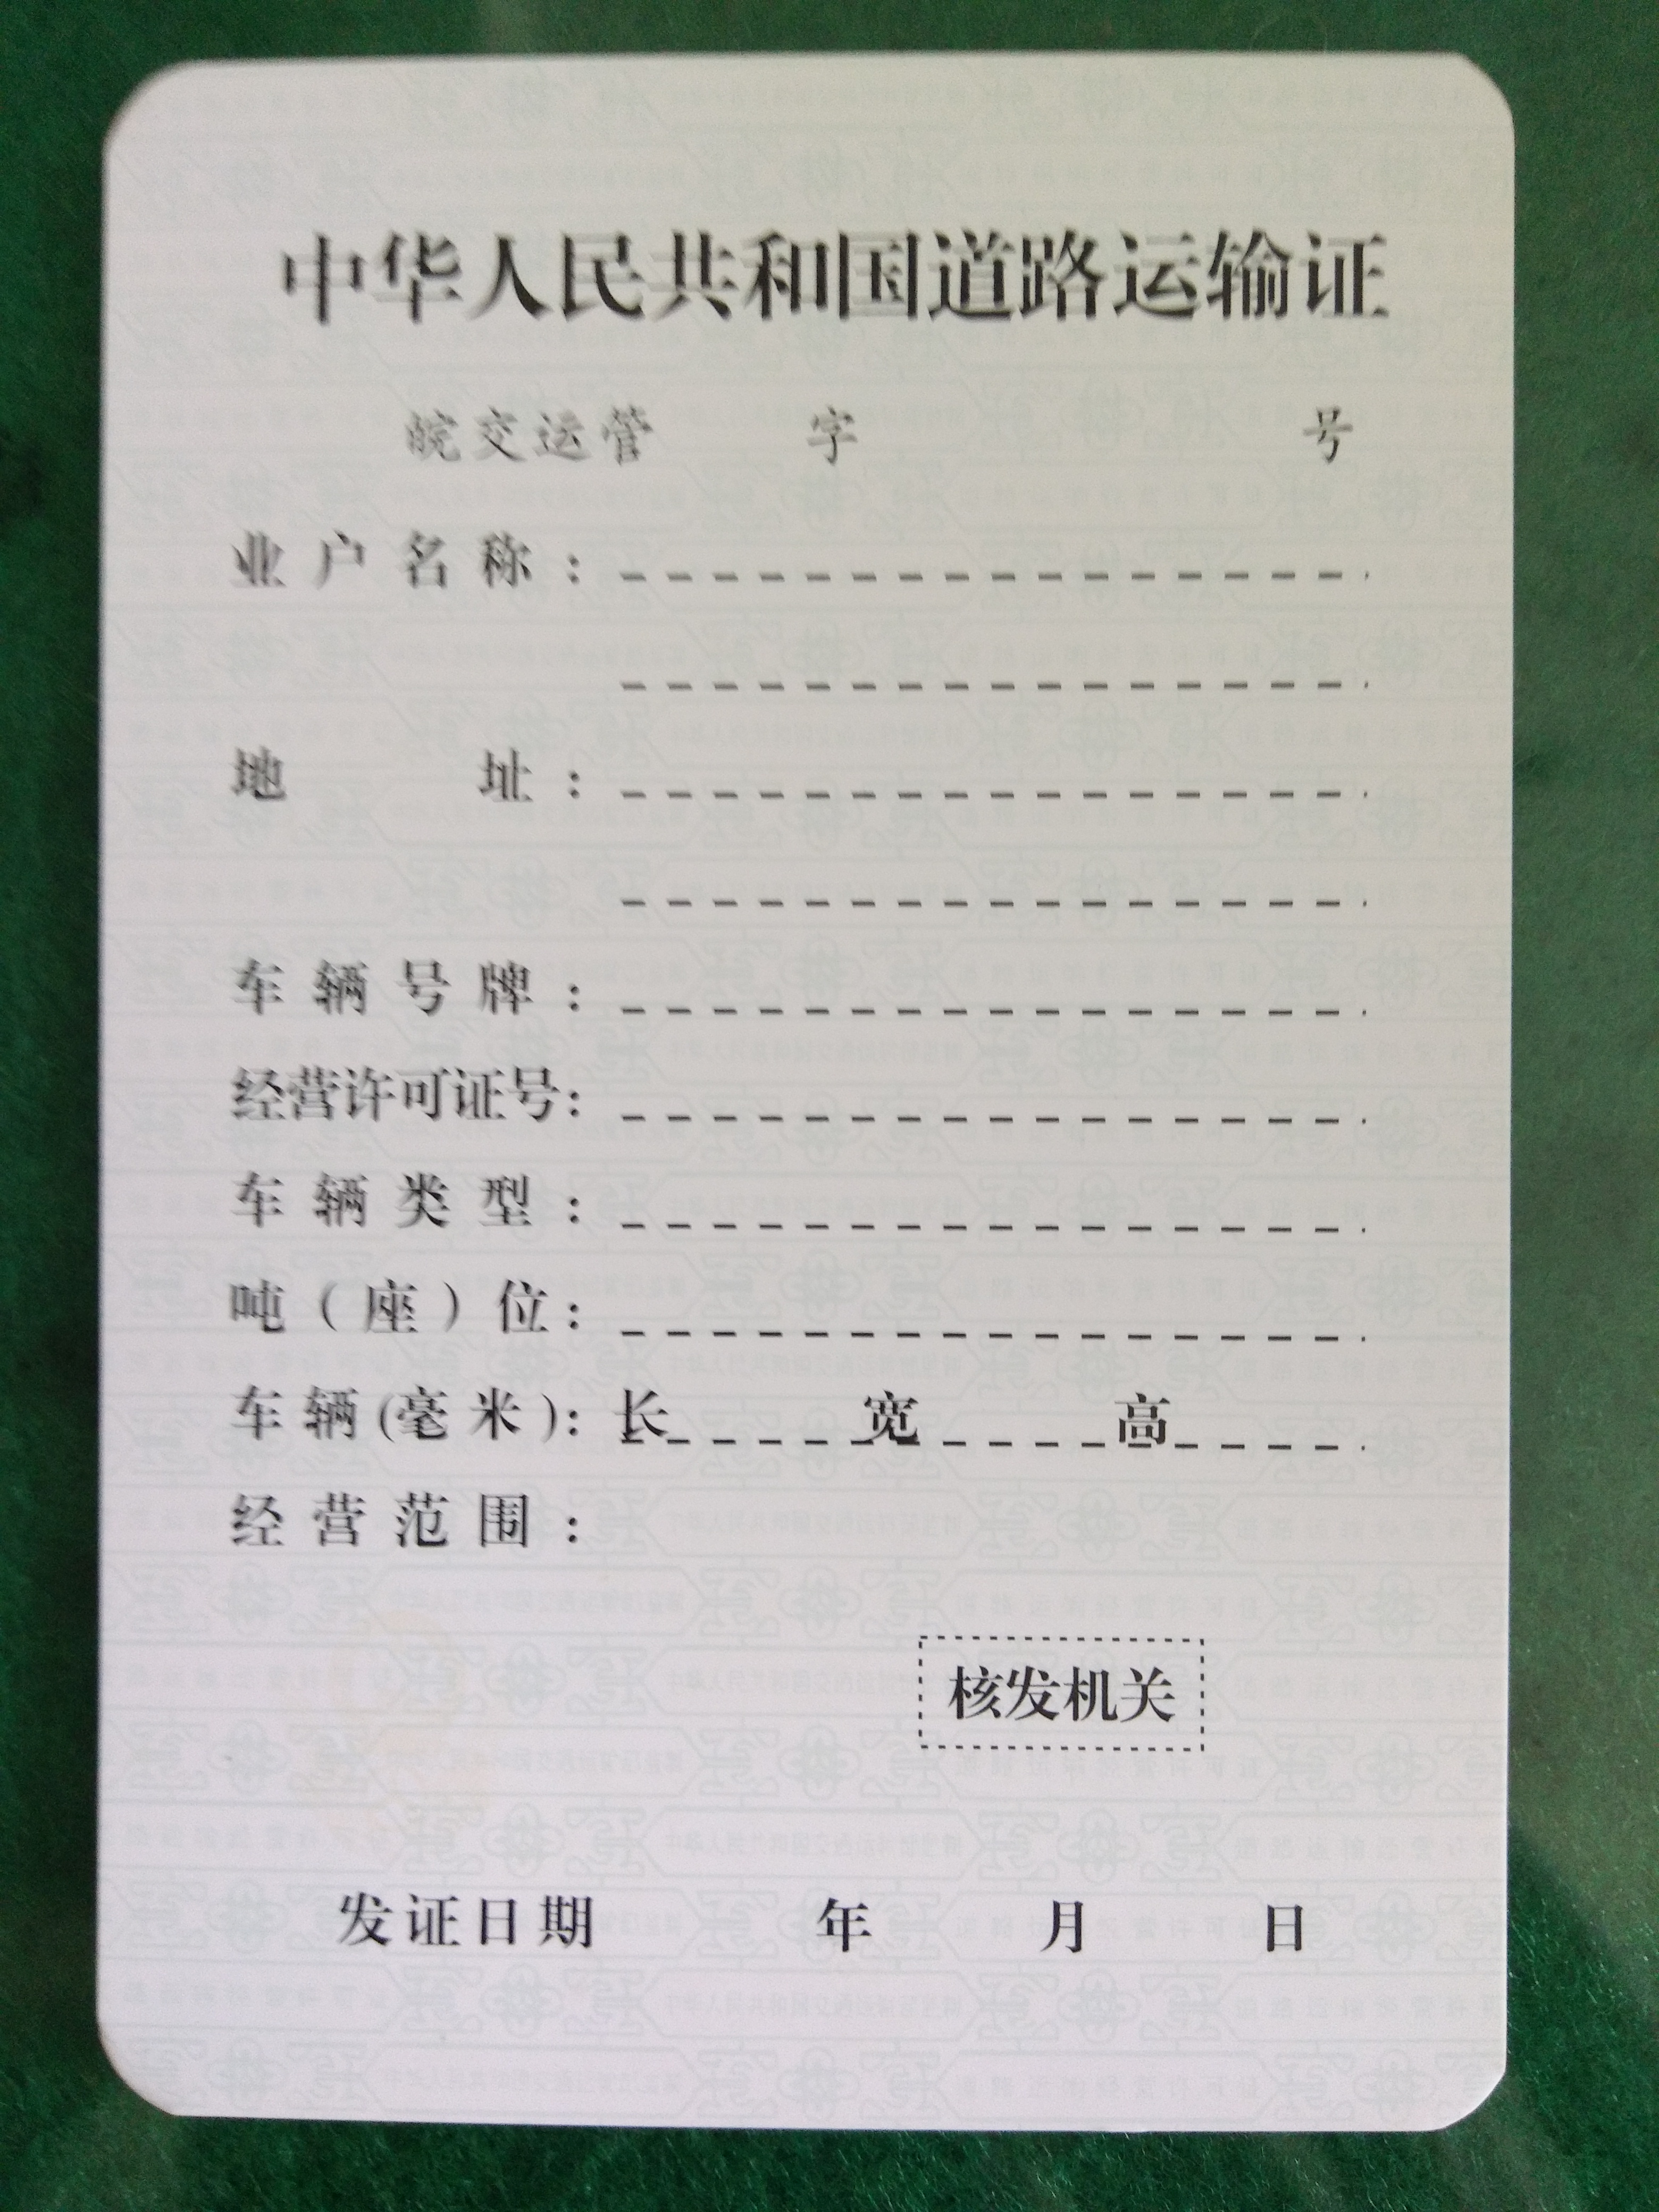 中华人民共和国道路运输证
皖交运管 字 号
业户名称：
地 址：
车辆号牌：
经营许可证号：
车辆类型：
吨（座）位：
车辆(毫米)：长 宽 高
经营范围：
核发机关
发证日期 年 月 日